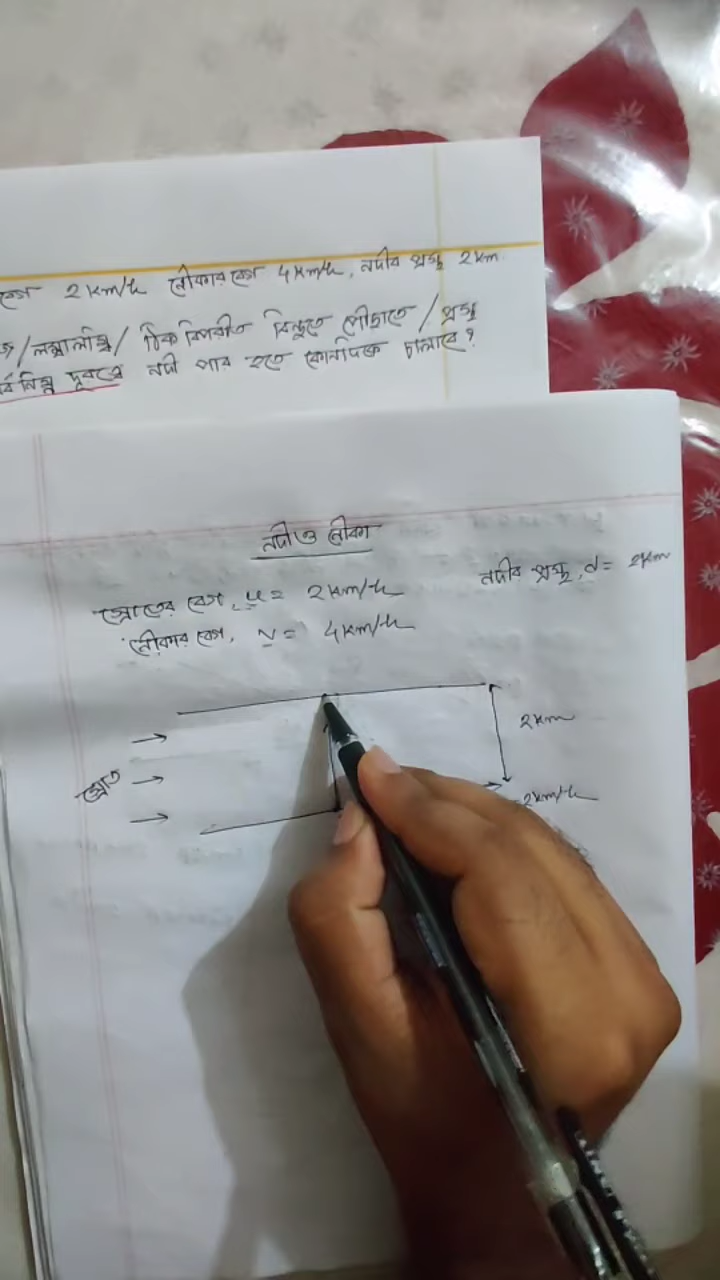 বেগ 2 km/h নৌকার বেগ 4 km/h, নদীর প্রস্থ 2 km.
/লম্বালম্বি/ ঠিক বিপরীত বিন্দুতে পৌঁছাতে/প্রস্থ
নিম্ন দূরত্বে নদী পার হতে কোনদিকে চালাবে?
নদী ও নৌকা
স্রোতের বেগ, u = 2 km/h
নদীর প্রস্থ, d = 2 km
নৌকার বেগ, v = 4 km/h
2 km
স্রোত
2 km/h